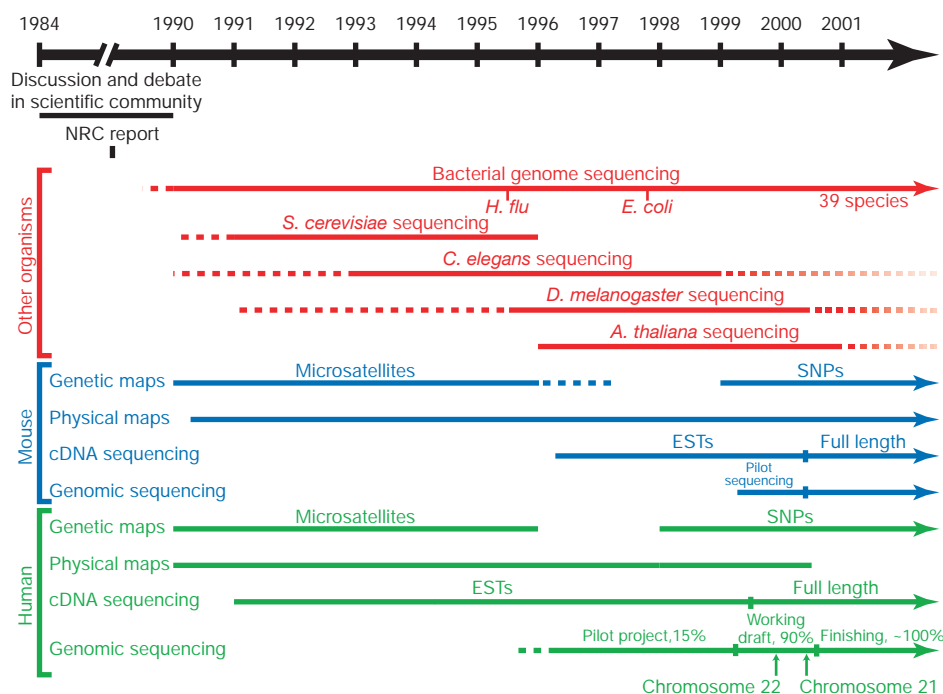 1984 1990 1991 1992 1993 1994 1995 1996 1997 1998 1999 2000 2001
Discussion and debate
in scientific community
NRC report
Other organisms
Bacterial genome sequencing
H. flu E. coli 39 species
S. cerevisiae sequencing
C. elegans sequencing
D. melanogaster sequencing
A. thaliana sequencing
Mouse
Genetic maps Microsatellites SNPs
Physical maps
cDNA sequencing ESTs Full length
Pilot
sequencing
Genomic sequencing
Human
Genetic maps Microsatellites SNPs
Physical maps
cDNA sequencing ESTs Full length
Genomic sequencing Pilot project,15%
Working
draft, 90%
Finishing, ~100%
Chromosome 22 Chromosome 21